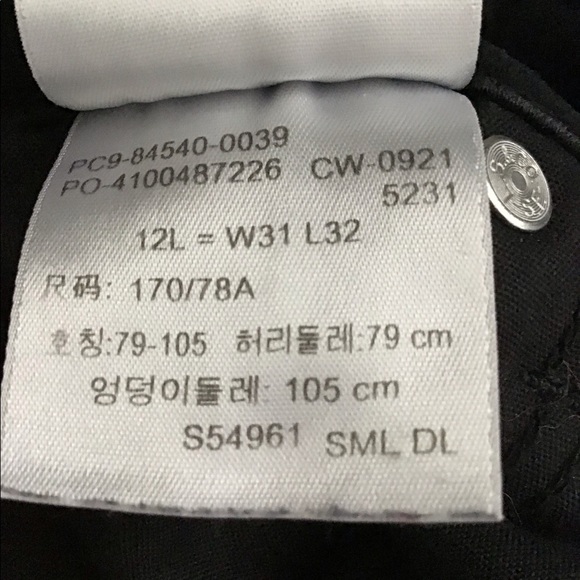 PC9-84540-0039
PO-4100487226 CW-0921
5231
12L = W31 L32
尺码: 170/78A
호칭:79-105 허리둘레:79 cm
엉덩이둘레: 105 cm
S54961 SML DL